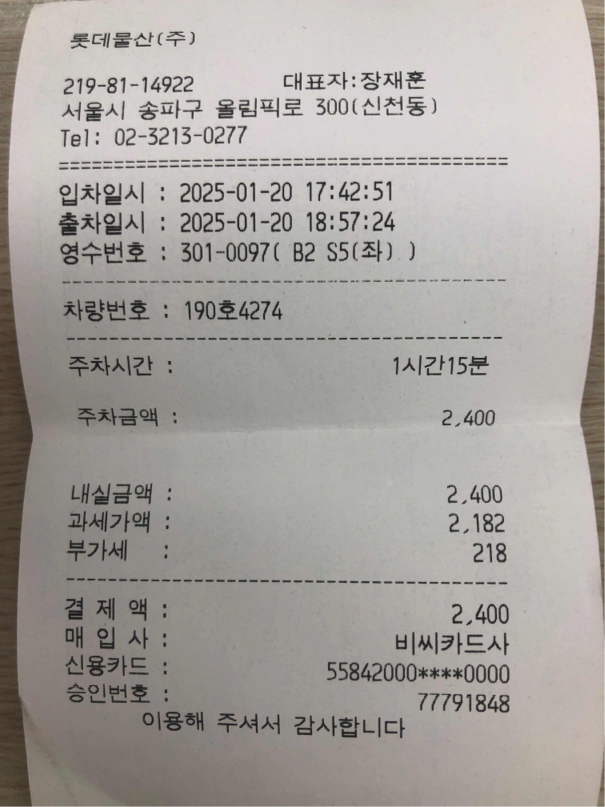 롯데물산(주)
219-81-14922 대표자:장재훈
서울시 송파구 올림픽로 300(신천동)
Tel: 02-3213-0277
========================================
입차일시 : 2025-01-20 17:42:51
출차일시 : 2025-01-20 18:57:24
영수번호 : 301-0097( B2 S5(좌) )
----------------------------------------
차량번호 : 190호4274
----------------------------------------
주차시간 : 1시간15분
주차금액 : 2,400
내실금액 : 2,400
과세가액 : 2,182
부가세 : 218
----------------------------------------
결 제 액 : 2,400
매 입 사 : 비씨카드사
신용카드 : 55842000****0000
승인번호 : 77791848
이용해 주셔서 감사합니다